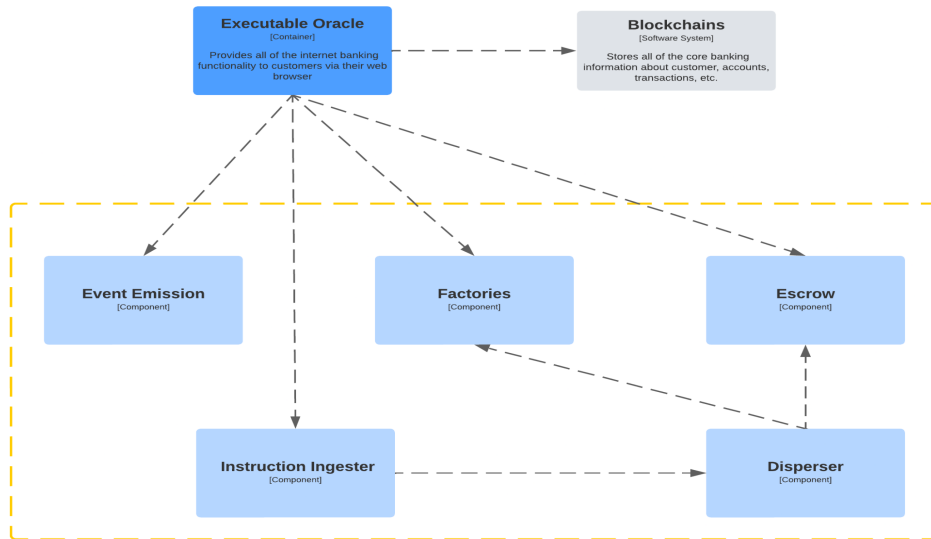 Executable Oracle
[Container]
Provides all of the internet banking
functionality to customers via their web
browser
Blockchains
[Software System]
Stores all of the core banking
information about customer, accounts,
transactions, etc.
Event Emission
[Component]
Factories
[Component]
Escrow
[Component]
Instruction Ingester
[Component]
Disperser
[Component]